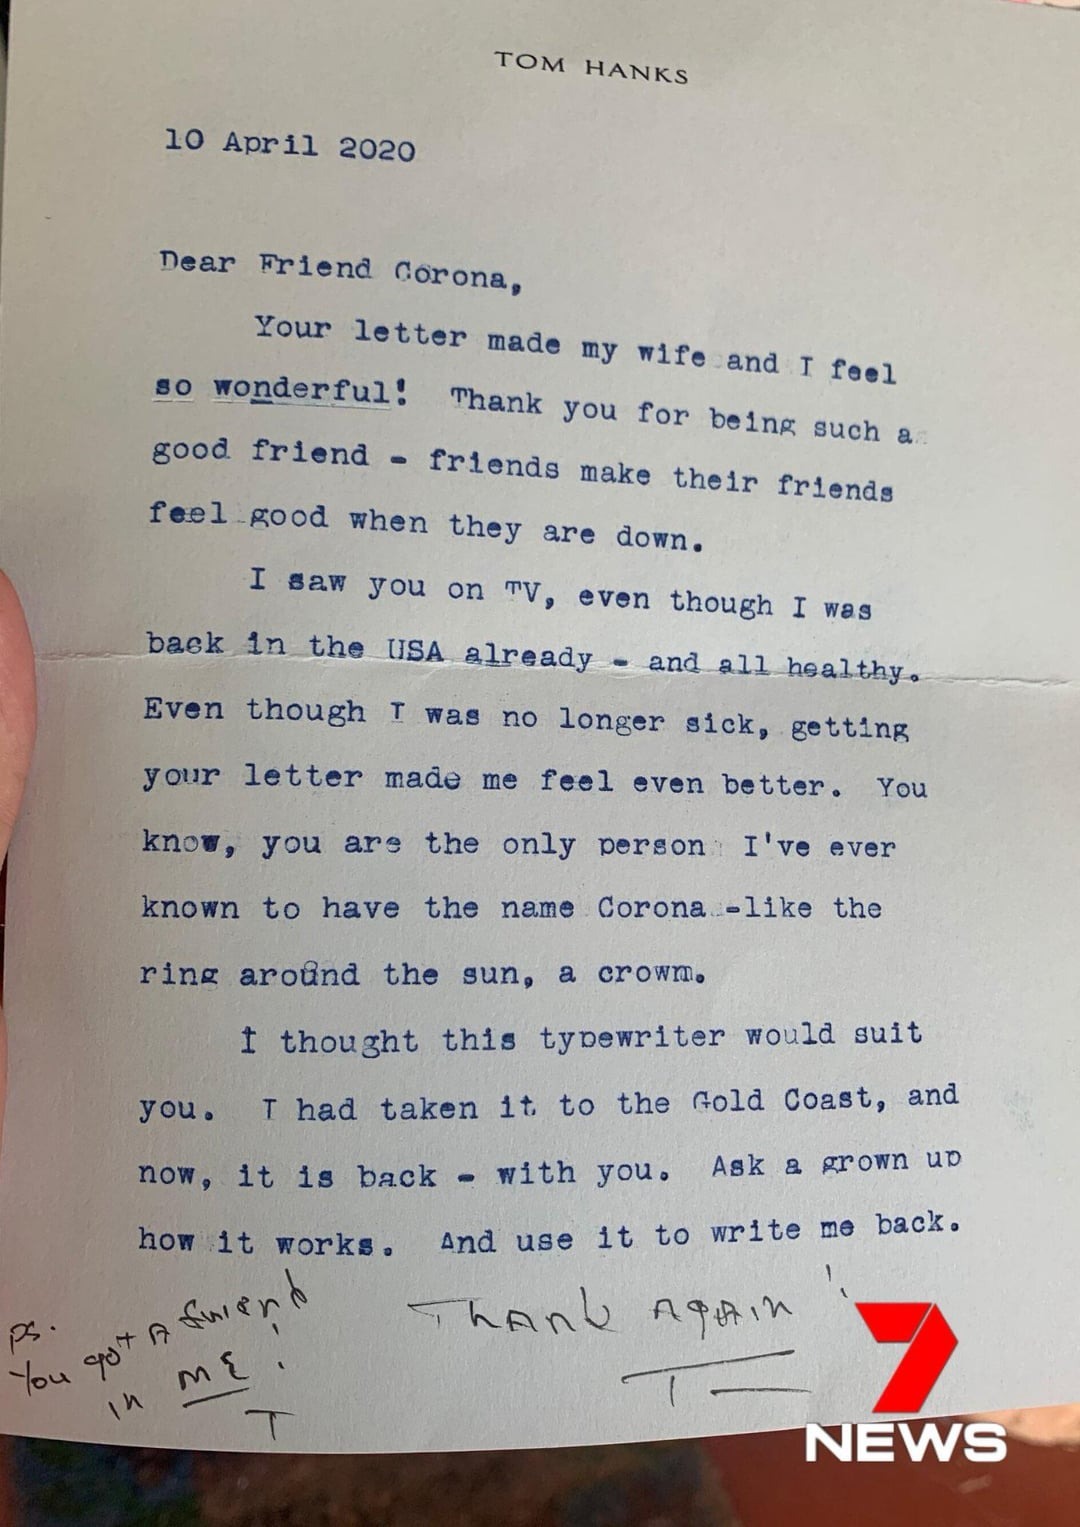 TOM HANKS
10 April 2020
Dear Friend Corona,
Your letter made my wife and I feel
so wonderful! Thank you for being such a
good friend - friends make their friends
feel good when they are down.
I saw you on TV, even though I was
back in the USA already - and all healthy.
Even though I was no longer sick, getting
your letter made me feel even better. You
know, you are the only person I've ever
known to have the name Corona -like the
ring around the sun, a crown.
I thought this typewriter would suit
you. I had taken it to the Gold Coast, and
now, it is back - with you. Ask a grown up
how it works. And use it to write me back.
Thank Again!
T
ps.
You got A friend
in ME!
T
7
NEWS